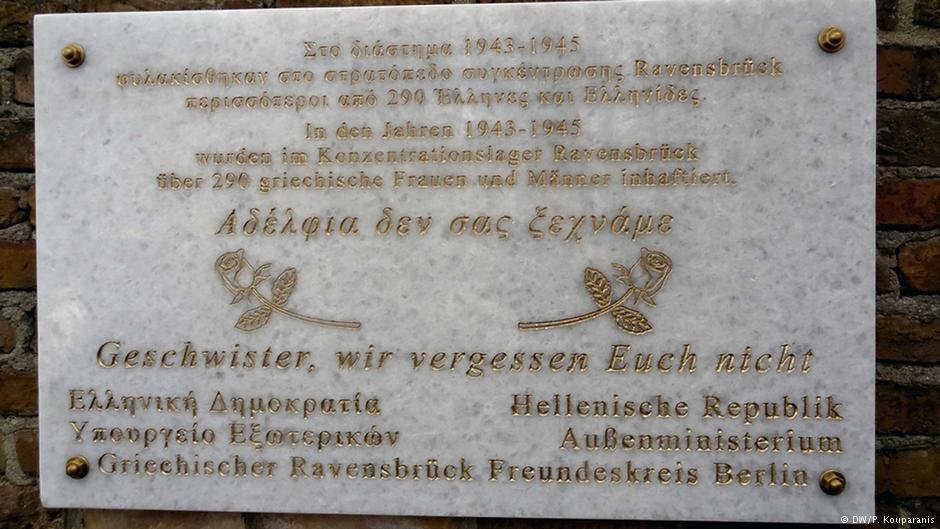 Στο διάστημα 1943-1945
φυλακίσθηκαν στο στρατόπεδο συγκέντρωσης Ravensbrück
περισσότεροι από 290 Έλληνες και Ελληνίδες.
In den Jahren 1943-1945
wurden im Konzentrationslager Ravensbrück
über 290 griechische Frauen und Männer inhaftiert.
Αδέλφια δεν σας ξεχνάμε
Geschwister, wir vergessen Euch nicht
Ελληνική Δημοκρατία Hellenische Republik
Υπουργείο Εξωτερικών Außenministerium
Griechischer Ravensbrück Freundeskreis Berlin
© DW/P. Kouparanis